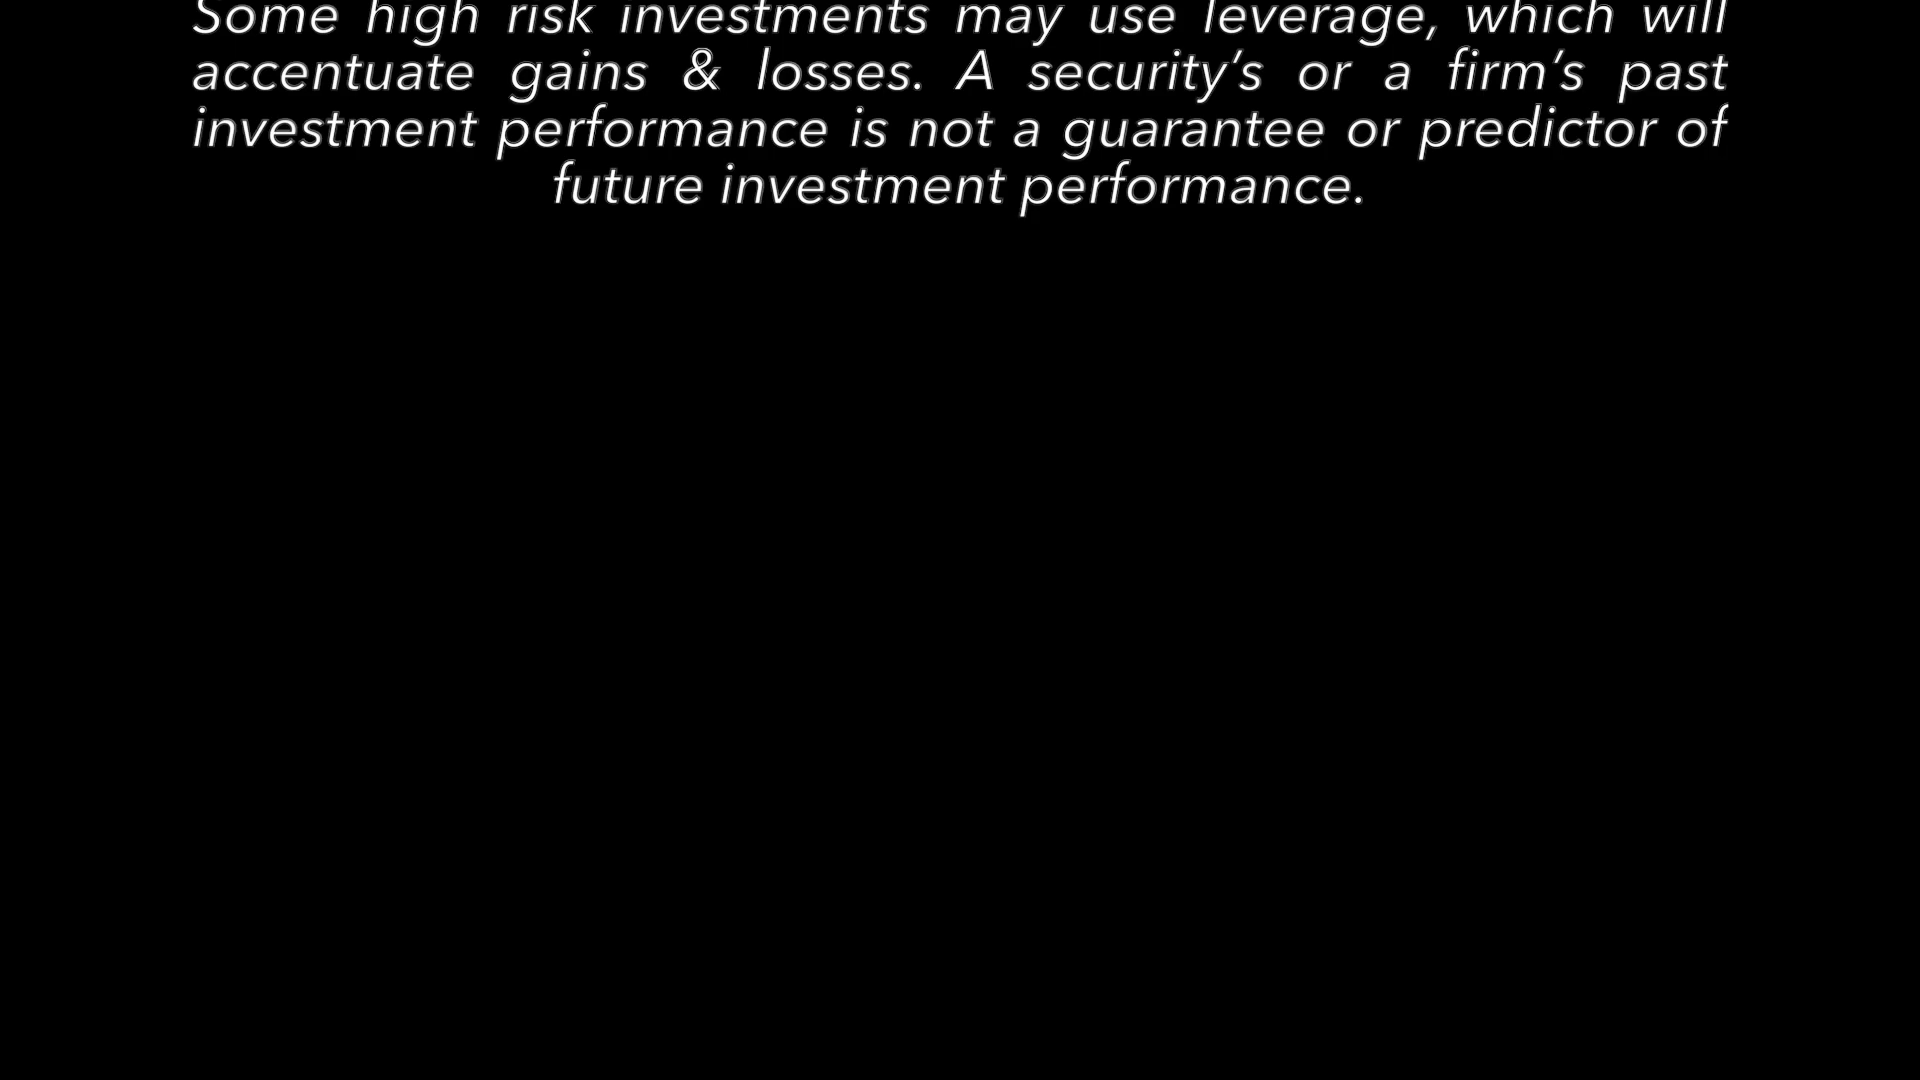 Some high risk investments may use leverage, which will
accentuate gains & losses. A security’s or a firm’s past
investment performance is not a guarantee or predictor of
future investment performance.